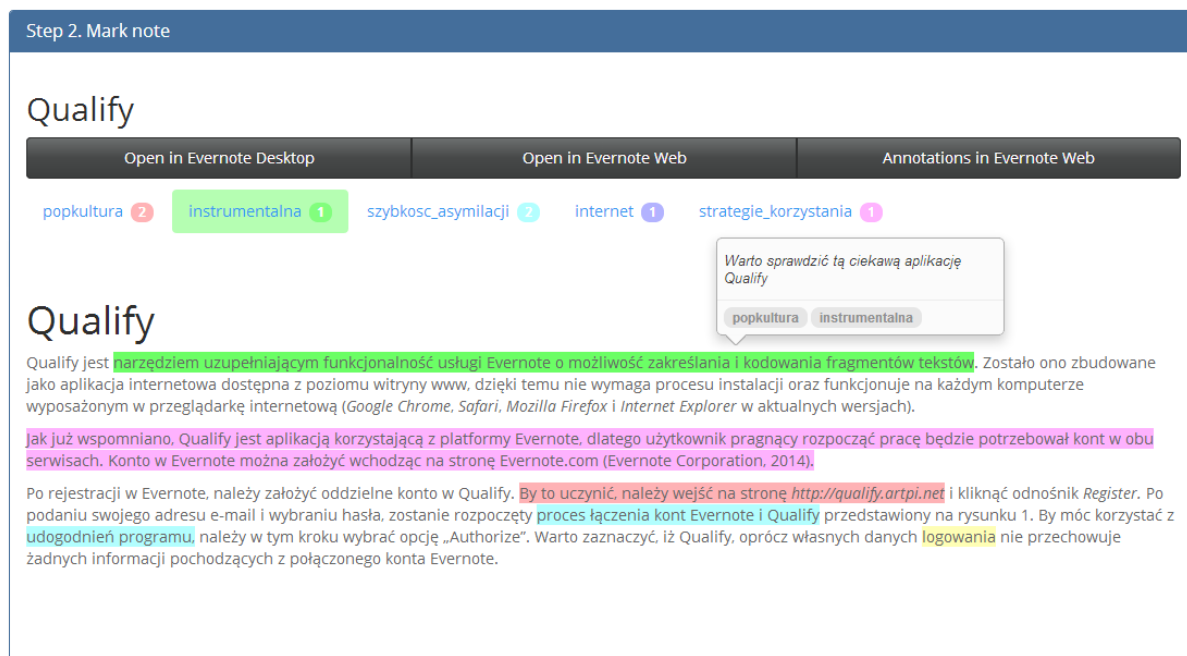 Step 2. Mark note
Qualify
Open in Evernote Desktop
Open in Evernote Web
Annotations in Evernote Web
popkultura 2
instrumentalna 1
szybkosc_asymilacji 2
internet 1
strategie_korzystania 1
Warto sprawdzić tą ciekawą aplikację
Qualify
popkultura instrumentalna
Qualify
Qualify jest narzędziem uzupełniającym funkcjonalność usługi Evernote o możliwość zakreślania i kodowania fragmentów tekstów. Zostało ono zbudowane
jako aplikacja internetowa dostępna z poziomu witryny www, dzięki temu nie wymaga procesu instalacji oraz funkcjonuje na każdym komputerze
wyposażonym w przeglądarkę internetową (Google Chrome, Safari, Mozilla Firefox i Internet Explorer w aktualnych wersjach).
Jak już wspomniano, Qualify jest aplikacją korzystającą z platformy Evernote, dlatego użytkownik pragnący rozpocząć pracę będzie potrzebował kont w obu
serwisach. Konto w Evernote można założyć wchodząc na stronę Evernote.com (Evernote Corporation, 2014).
Po rejestracji w Evernote, należy założyć oddzielne konto w Qualify. By to uczynić, należy wejść na stronę http://qualify.artpi.net i kliknąć odnośnik Register. Po
podaniu swojego adresu e-mail i wybraniu hasła, zostanie rozpoczęty proces łączenia kont Evernote i Qualify przedstawiony na rysunku 1. By móc korzystać z
udogodnień programu, należy w tym kroku wybrać opcję „Authorize”. Warto zaznaczyć, iż Qualify, oprócz własnych danych logowania nie przechowuje
żadnych informacji pochodzących z połączonego konta Evernote.